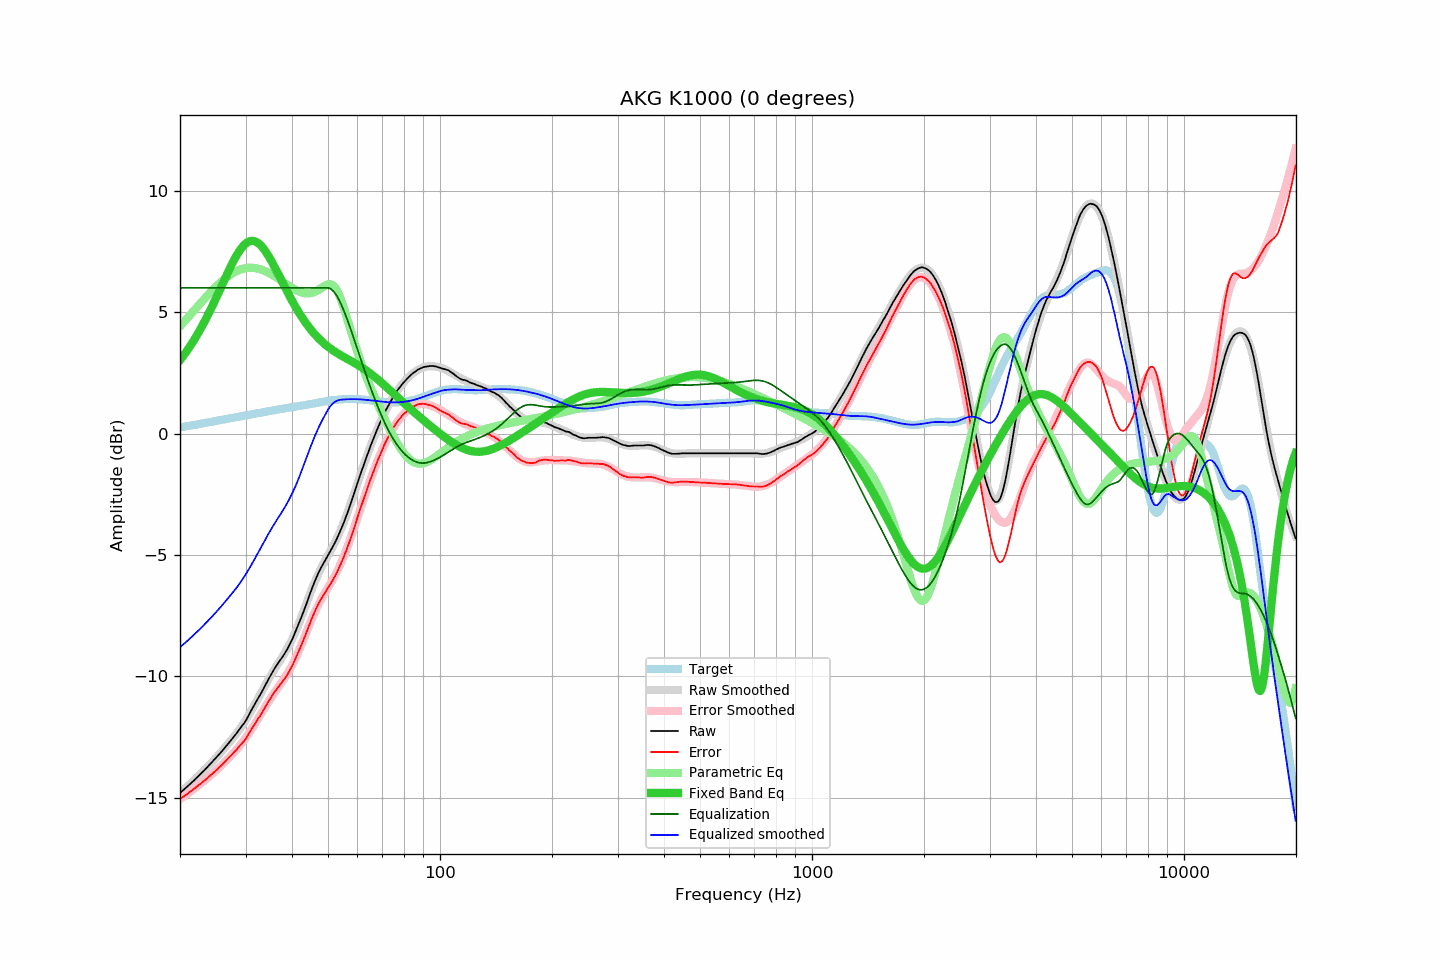 AKG K1000 (0 degrees)
Amplitude (dBr)
10
5
0
−5
−10
−15
Target
Raw Smoothed
Error Smoothed
Raw
Error
Parametric Eq
Fixed Band Eq
Equalization
Equalized smoothed
100
1000
10000
Frequency (Hz)